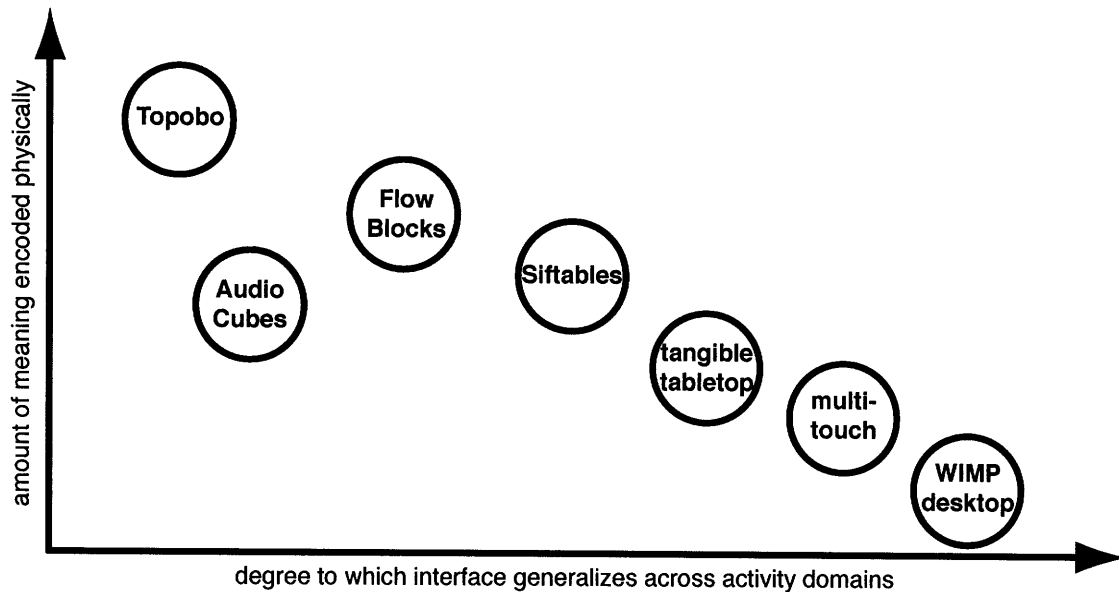 amount of meaning encoded physically
Topobo
Flow
Blocks
Audio
Cubes
Siftables
tangible
tabletop
multi-
touch
WIMP
desktop
degree to which interface generalizes across activity domains